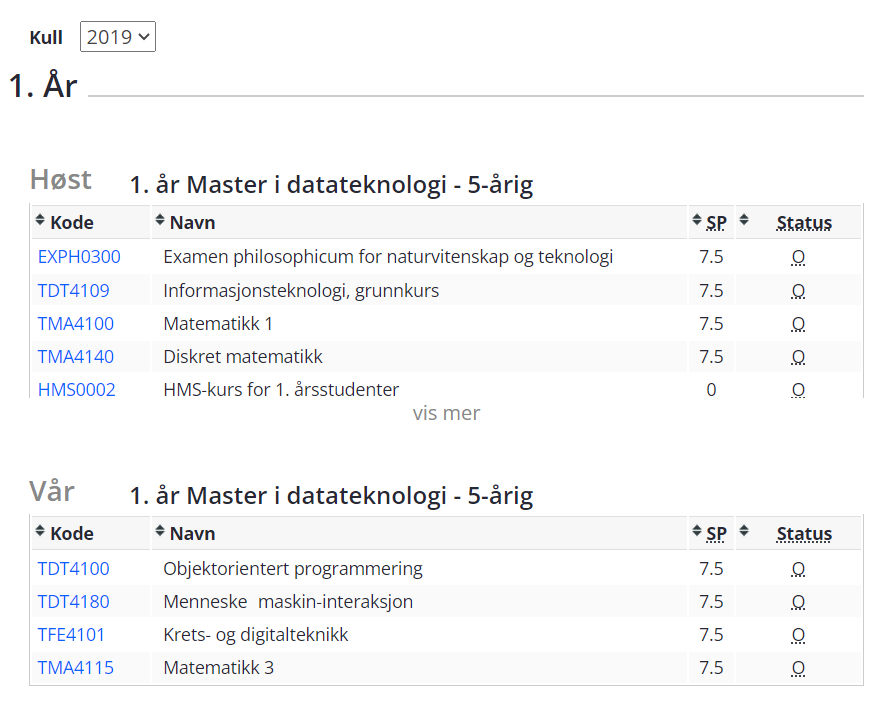 Kull 2019
1. År
Høst 1. år Master i datateknologi - 5-årig
Kode Navn SP Status
EXPH0300 Examen philosophicum for naturvitenskap og teknologi 7.5 O
TDT4109 Informasjonsteknologi, grunnkurs 7.5 O
TMA4100 Matematikk 1 7.5 O
TMA4140 Diskret matematikk 7.5 O
HMS0002 HMS-kurs for 1. årsstudenter 0 O
vis mer
Vår 1. år Master i datateknologi - 5-årig
Kode Navn SP Status
TDT4100 Objektorientert programmering 7.5 O
TDT4180 Menneske  maskin-interaksjon 7.5 O
TFE4101 Krets- og digitalteknikk 7.5 O
TMA4115 Matematikk 3 7.5 O